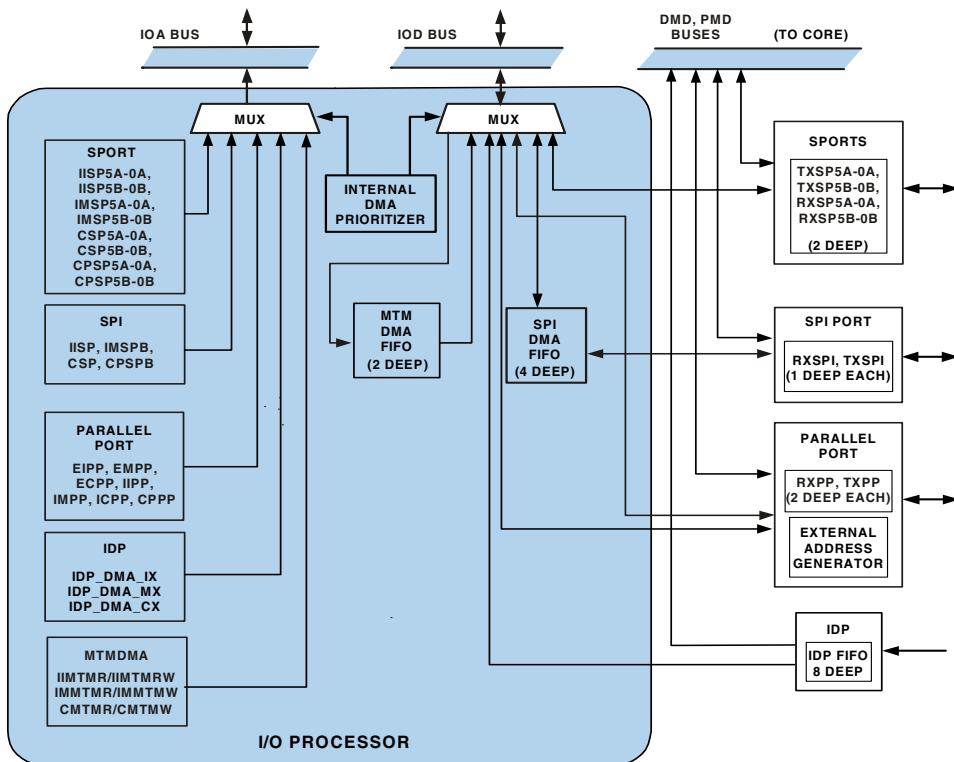 IOA BUS
IOD BUS
DMD, PMD
BUSES
(TO CORE)
MUX
MUX
SPORT
IISP5A-0A,
IISP5B-0B,
IMSP5A-0A,
IMSP5B-0B
CSP5A-0A,
CSP5B-0B,
CPSP5A-0A,
CPSP5B-0B
INTERNAL
DMA
PRIORITIZER
SPORTS
TXSP5A-0A,
TXSP5B-0B,
RXSP5A-0A,
RXSP5B-0B
(2 DEEP)
SPI
IISP, IMSPB,
CSP, CPSPB
MTM
DMA
FIFO
(2 DEEP)
SPI
DMA
FIFO
(4 DEEP)
SPI PORT
RXSPI, TXSPI
(1 DEEP EACH)
PARALLEL
PORT
EIPP, EMPP,
ECPP, IIPP,
IMPP, ICPP, CPPP
PARALLEL
PORT
RXPP, TXPP
(2 DEEP EACH)
EXTERNAL
ADDRESS
GENERATOR
IDP
IDP_DMA_IX
IDP_DMA_MX
IDP_DMA_CX
IDP
IDP FIFO
8 DEEP
MTMDMA
IIMTMR/IIMTMRW
IMMTMR/IMMTMW
CMTMR/CMTMW
I/O PROCESSOR